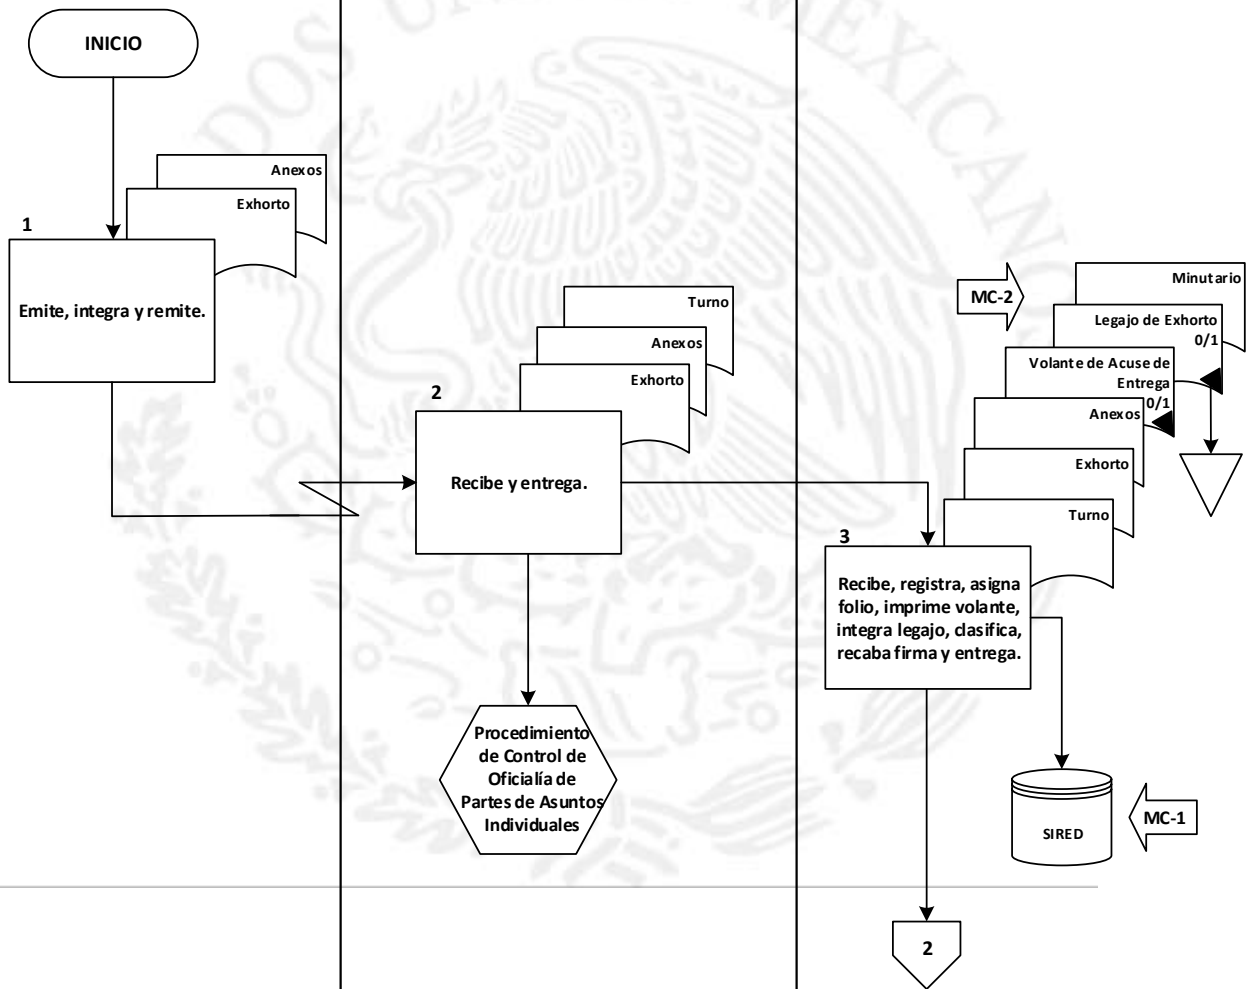 DOS UNIDOS MEXICANOS
INICIO
Anexos
Exhorto
1
Emite, integra y remite.
Turno
Anexos
Exhorto
2
Recibe y entrega.
Procedimiento
de Control de
Oficialía de
Partes de Asuntos
Individuales
MC-2
Minutario
Legajo de Exhorto
0/1
Volante de Acuse de
Entrega
0/1
Anexos
Exhorto
Turno
3
Recibe, registra, asigna
folio, imprime volante,
integra legajo, clasifica,
recaba firma y entrega.
SIRED
MC-1
2